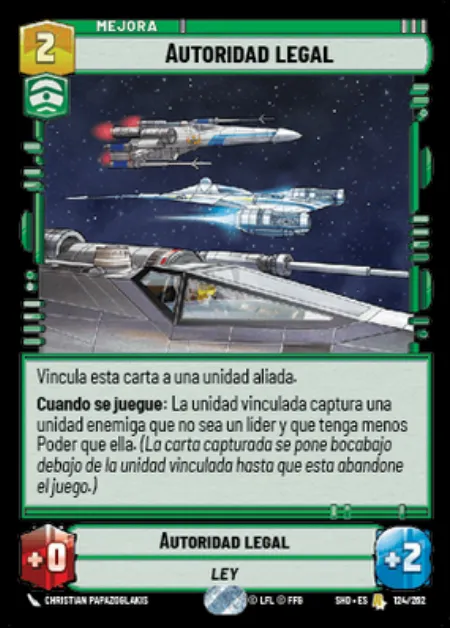 MEJORA
2
AUTORIDAD LEGAL
Vincula esta carta a una unidad aliada.
Cuando se juegue: La unidad vinculada captura una
unidad enemiga que no sea un líder y que tenga menos
Poder que ella. (La carta capturada se pone bocabajo
debajo de la unidad vinculada hasta que esta abandone
el juego.)
+0
AUTORIDAD LEGAL
+2
LEY
CHRISTIAN PAPAZOGLAKIS
© LFL © FFG
SHD • ES
124/262